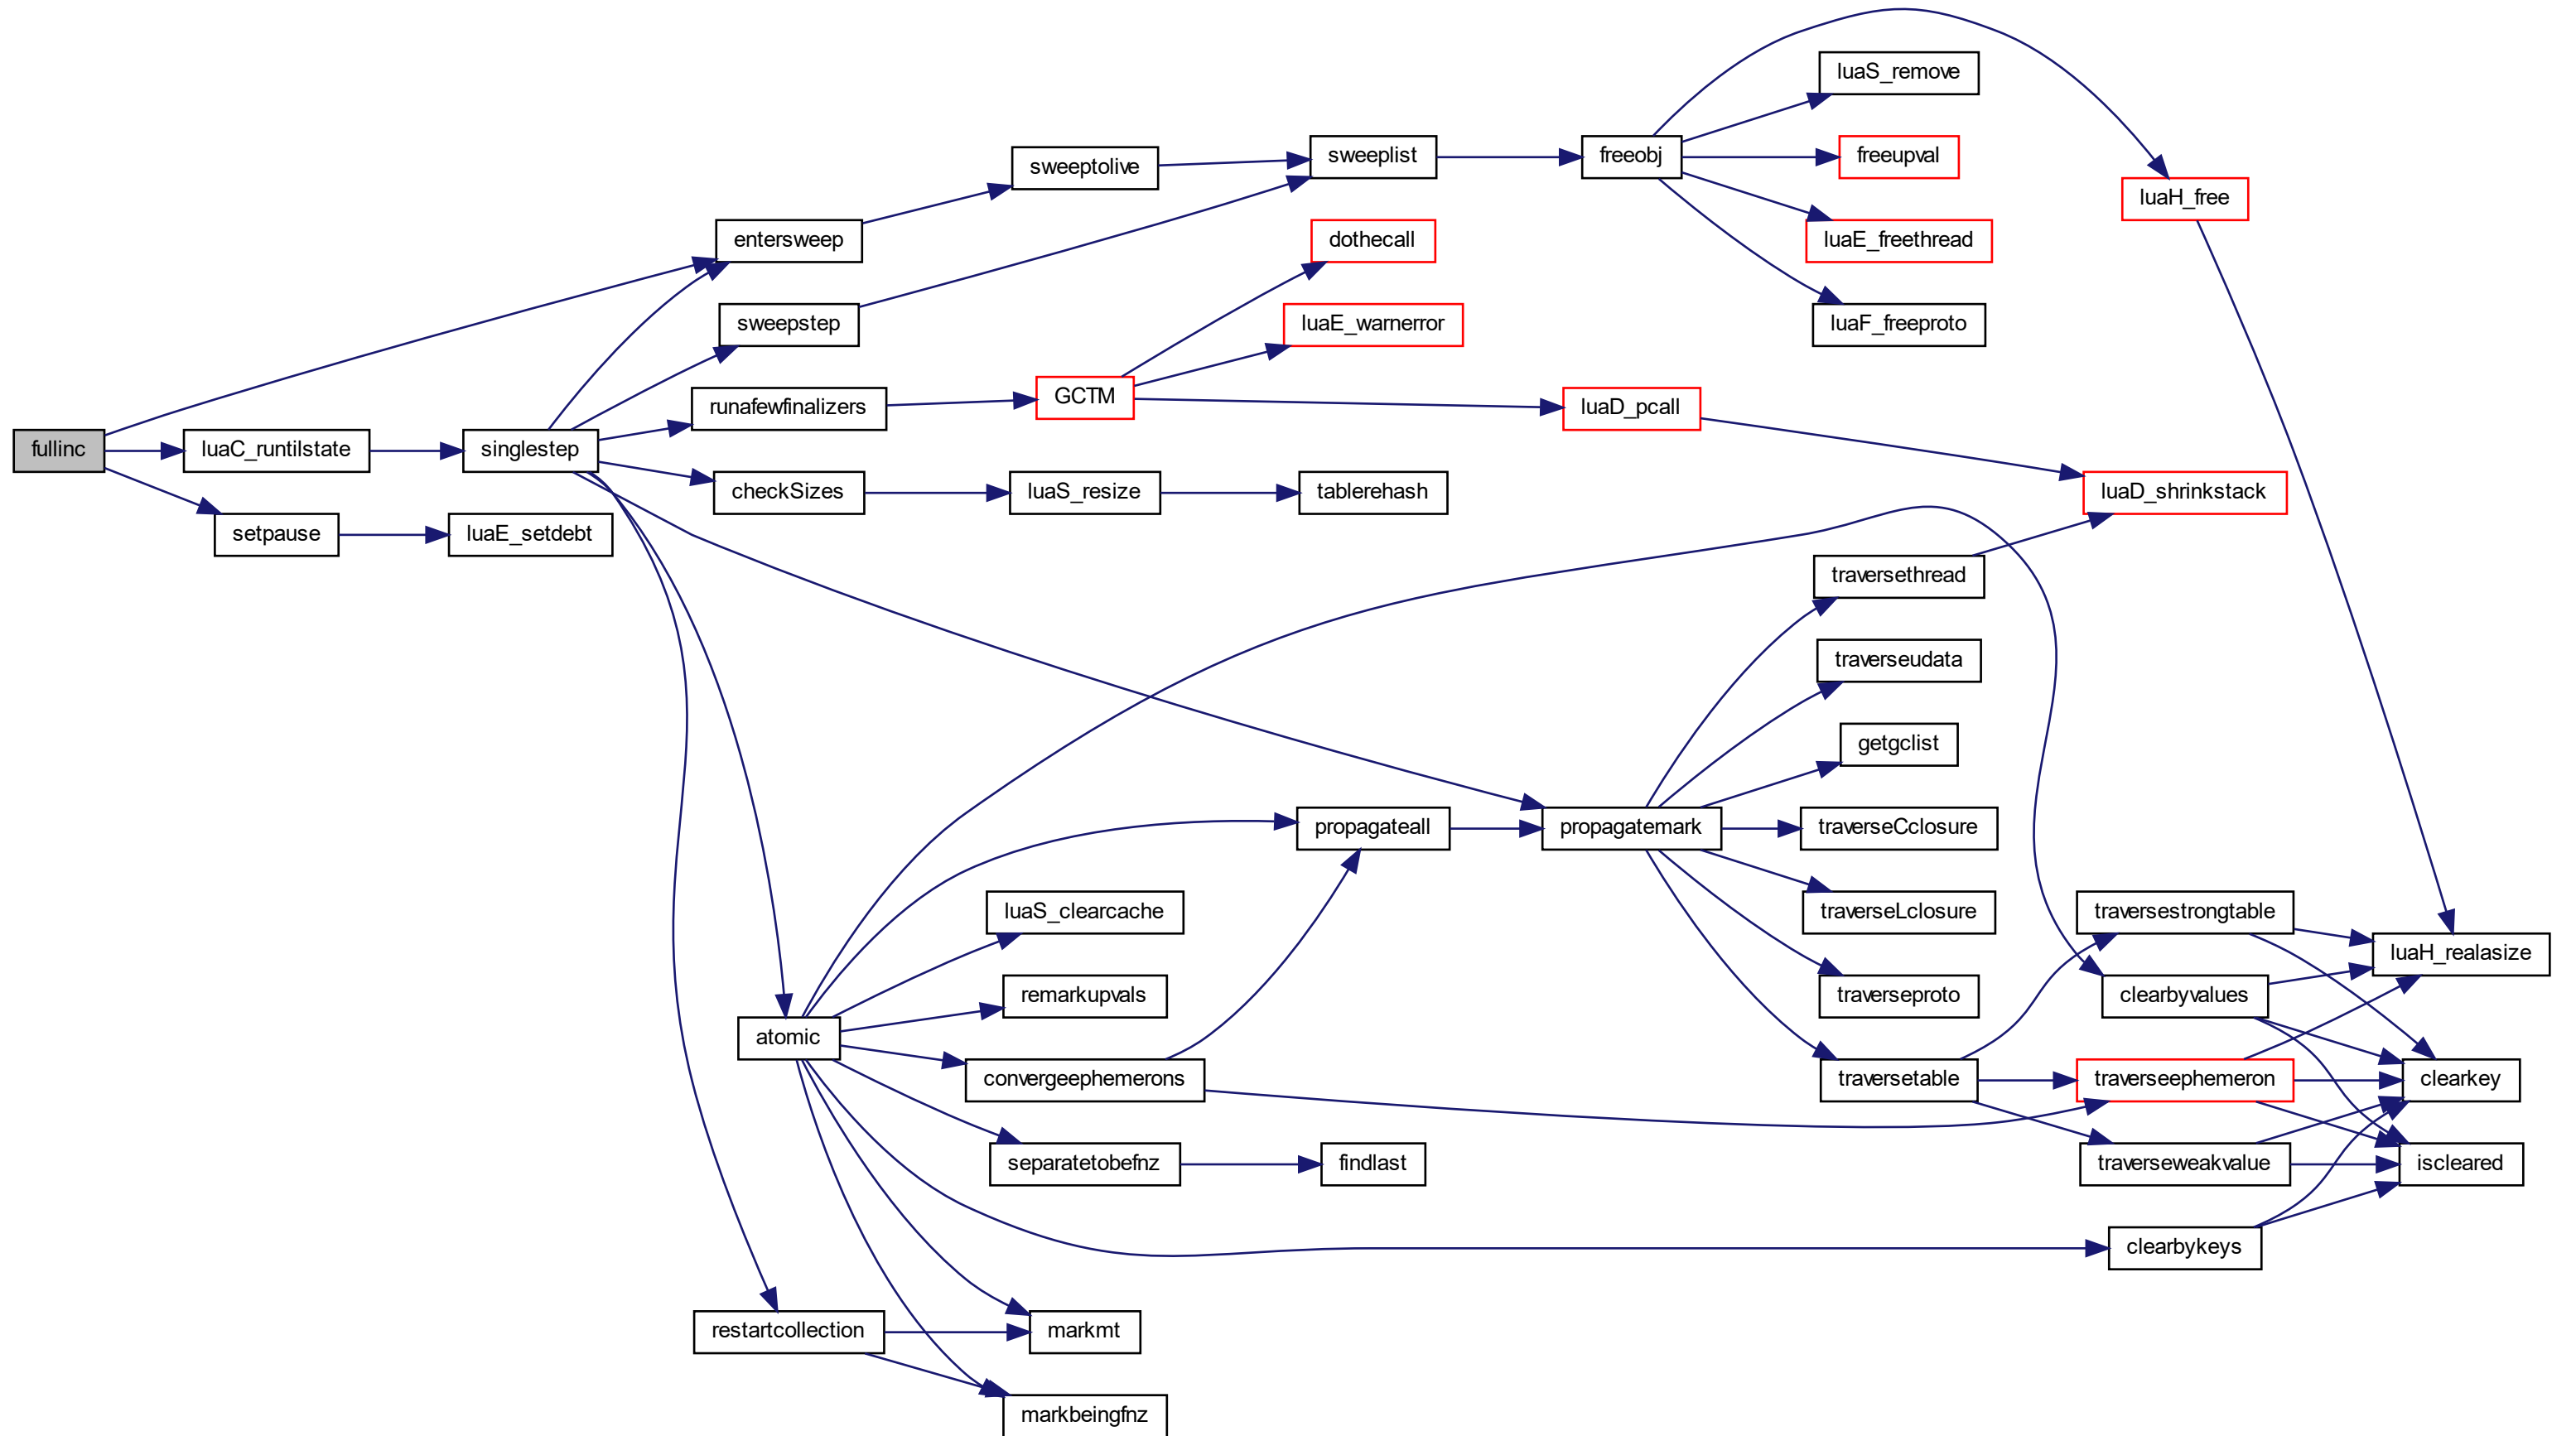 luaS_remove
sweeptolive
sweeplist
freeobj
freeupval
luaH_free
entersweep
dothecall
luaE_freethread
sweepstep
luaE_warnerror
luaF_freeproto
runafewfinalizers
GCTM
luaD_pcall
fullinc
luaC_runtilstate
singlestep
checkSizes
luaS_resize
tablerehash
luaD_shrinkstack
setpause
luaE_setdebt
traversethread
traverseudata
getgclist
propagateall
propagatemark
traverseCclosure
luaS_clearcache
traverseLclosure
traversestrongtable
luaH_realasize
remarkupvals
traverseproto
clearbyvalues
atomic
convergeephemerons
traversetable
traverseephemeron
clearkey
separatetobefnz
findlast
traverseweakvalue
iscleared
clearbykeys
restartcollection
markmt
markbeingfnz